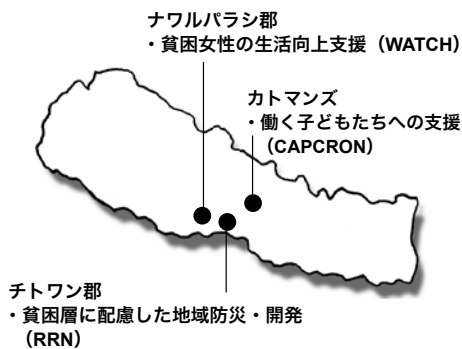 ナワルパラシ郡
・貧困女性の生活向上支援（WATCH）
カトマンズ
・働く子どもたちへの支援
（CAPCRON）
チトワン郡
・貧困層に配慮した地域防災・開発
（RRN）